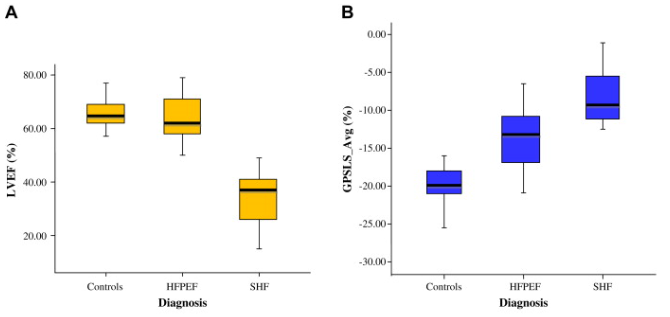 A
LVEF (%)
80.00
60.00
40.00
20.00
Controls HFPEF SHF
Diagnosis
B
GPSLS_Avg (%)
0.00
-5.00
-10.00
-15.00
-20.00
-25.00
-30.00
Controls HFPEF SHF
Diagnosis